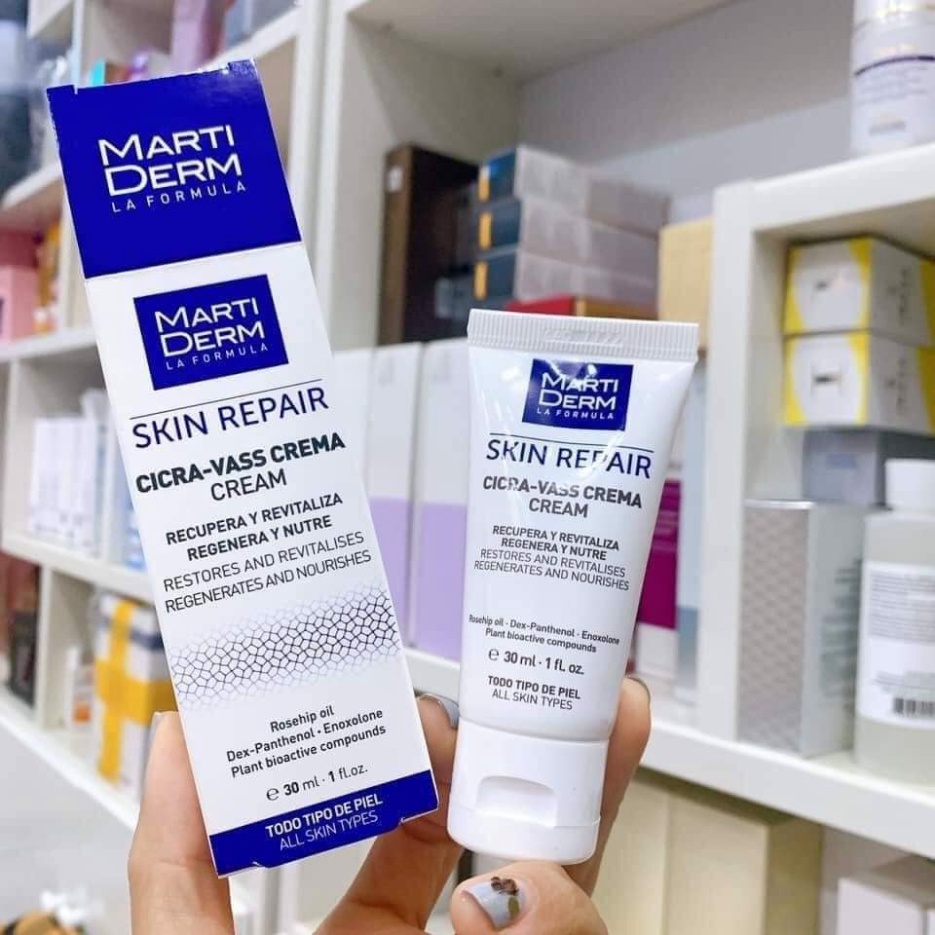 MARTI
DERM
LA FORMULA
MARTI
DERM
LA FORMULA
SKIN REPAIR
CICRA-VASS CREMA
CREAM
RECUPERA Y REVITALIZA
REGENERA Y NUTRE
RESTORES AND REVITALISES
REGENERATES AND NOURISHES
Rosehip oil
Dex-Panthenol · Enoxolone
Plant bioactive compounds
℮ 30 ml · 1 fl.oz.
TODO TIPO DE PIEL
ALL SKIN TYPES
MARTI
DERM
LA FORMULA
SKIN REPAIR
CICRA-VASS CREMA
CREAM
RECUPERA Y REVITALIZA
REGENERA Y NUTRE
RESTORES AND REVITALISES
REGENERATES AND NOURISHES
Rosehip oil · Dex-Panthenol · Enoxolone
Plant bioactive compounds
℮ 30 ml · 1 fl. oz.
TODO TIPO DE PIEL
ALL SKIN TYPES